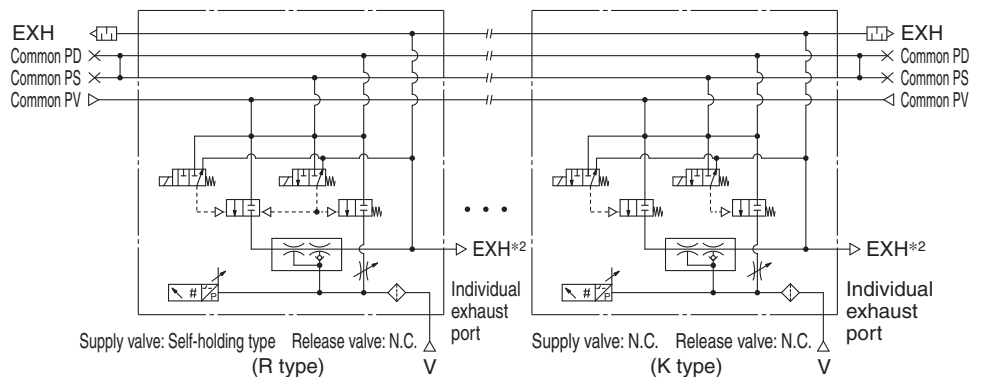 EXH
EXH
Common PD
Common PD
Common PS
Common PS
Common PV
Common PV
EXH*2
EXH*2
# P
# P
Individual
exhaust
port
Individual
exhaust
port
Supply valve: Self-holding type Release valve: N.C.
(R type)
V
Supply valve: N.C. Release valve: N.C.
(K type)
V